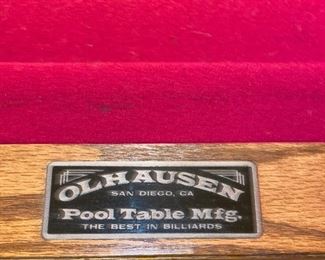 OLHAUSEN
SAN DIEGO, CA
Pool Table Mfg.
THE BEST IN BILLIARDS